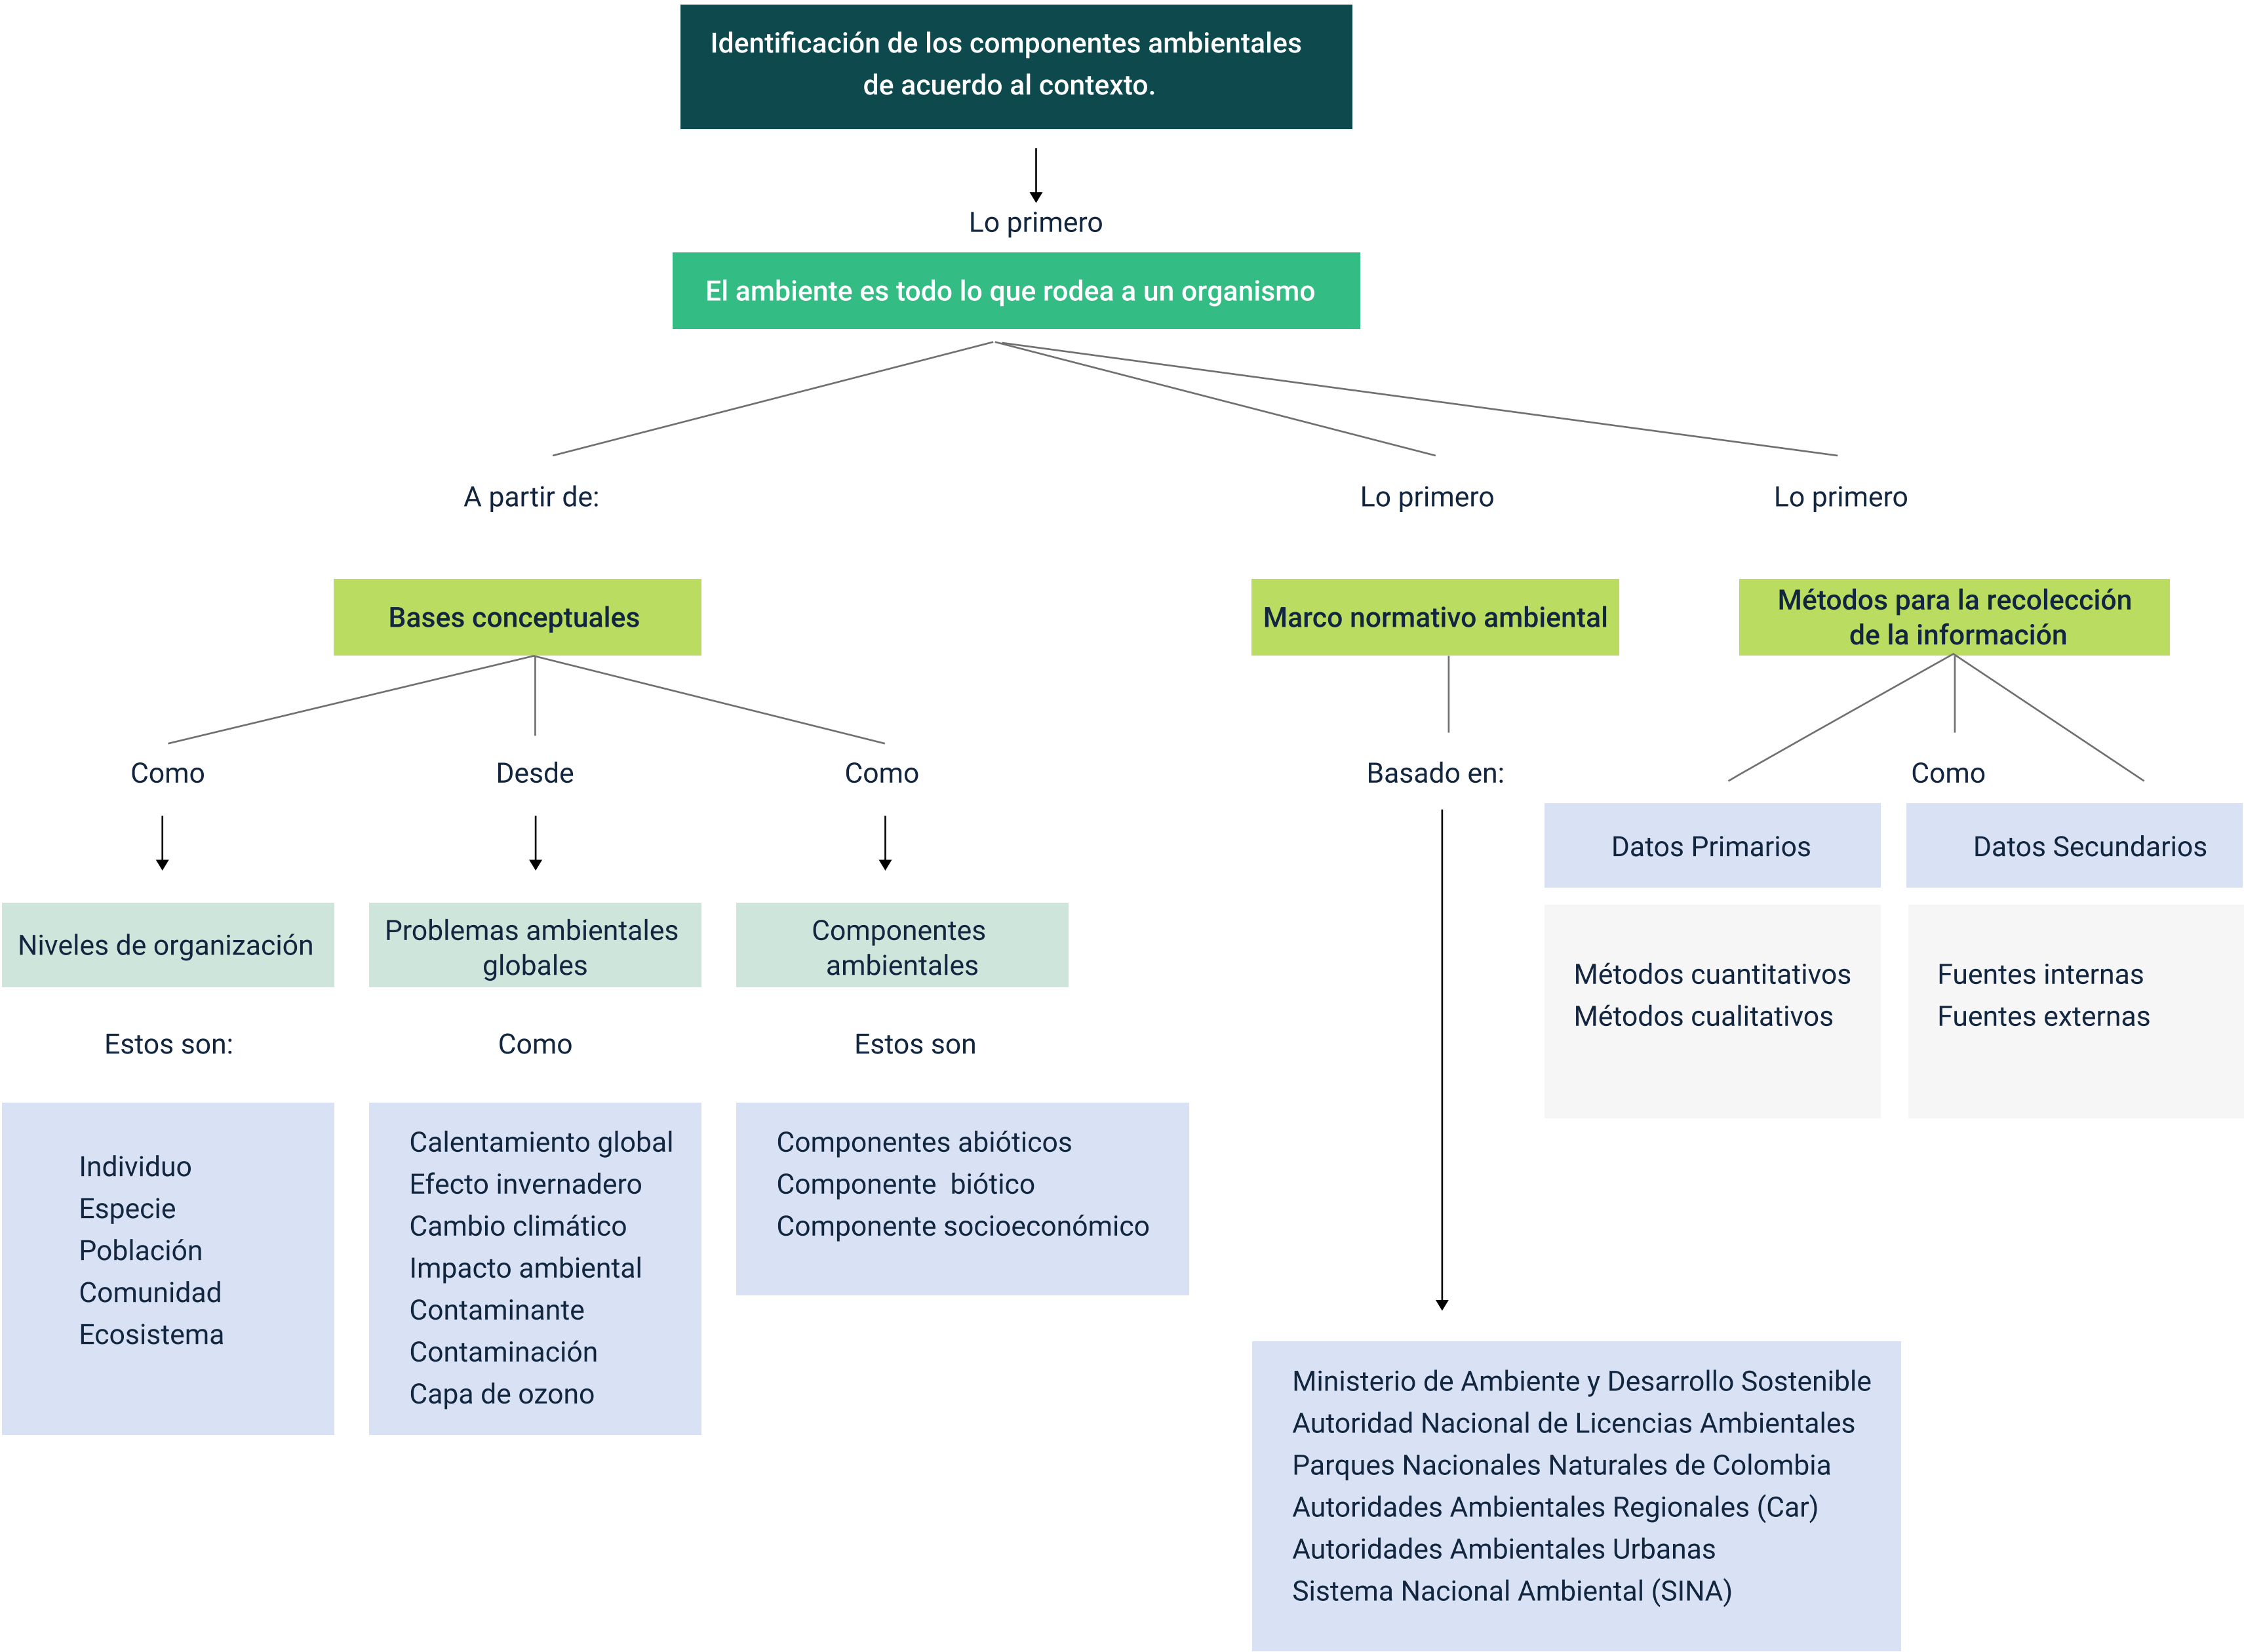 Identificación de los componentes ambientales
de acuerdo al contexto.
Lo primero
El ambiente es todo lo que rodea a un organismo
A partir de:
Lo primero
Lo primero
Bases conceptuales
Marco normativo ambiental
Métodos para la recolección
de la información
Como
Desde
Como
Basado en:
Como
Datos Primarios
Datos Secundarios
Niveles de organización
Problemas ambientales
globales
Componentes
ambientales
Métodos cuantitativos
Métodos cualitativos
Fuentes internas
Fuentes externas
Estos son:
Como
Estos son
Individuo
Especie
Población
Comunidad
Ecosistema
Calentamiento global
Efecto invernadero
Cambio climático
Impacto ambiental
Contaminante
Contaminación
Capa de ozono
Componentes abióticos
Componente  biótico
Componente socioeconómico
Ministerio de Ambiente y Desarrollo Sostenible
Autoridad Nacional de Licencias Ambientales
Parques Nacionales Naturales de Colombia
Autoridades Ambientales Regionales (Car)
Autoridades Ambientales Urbanas
Sistema Nacional Ambiental (SINA)